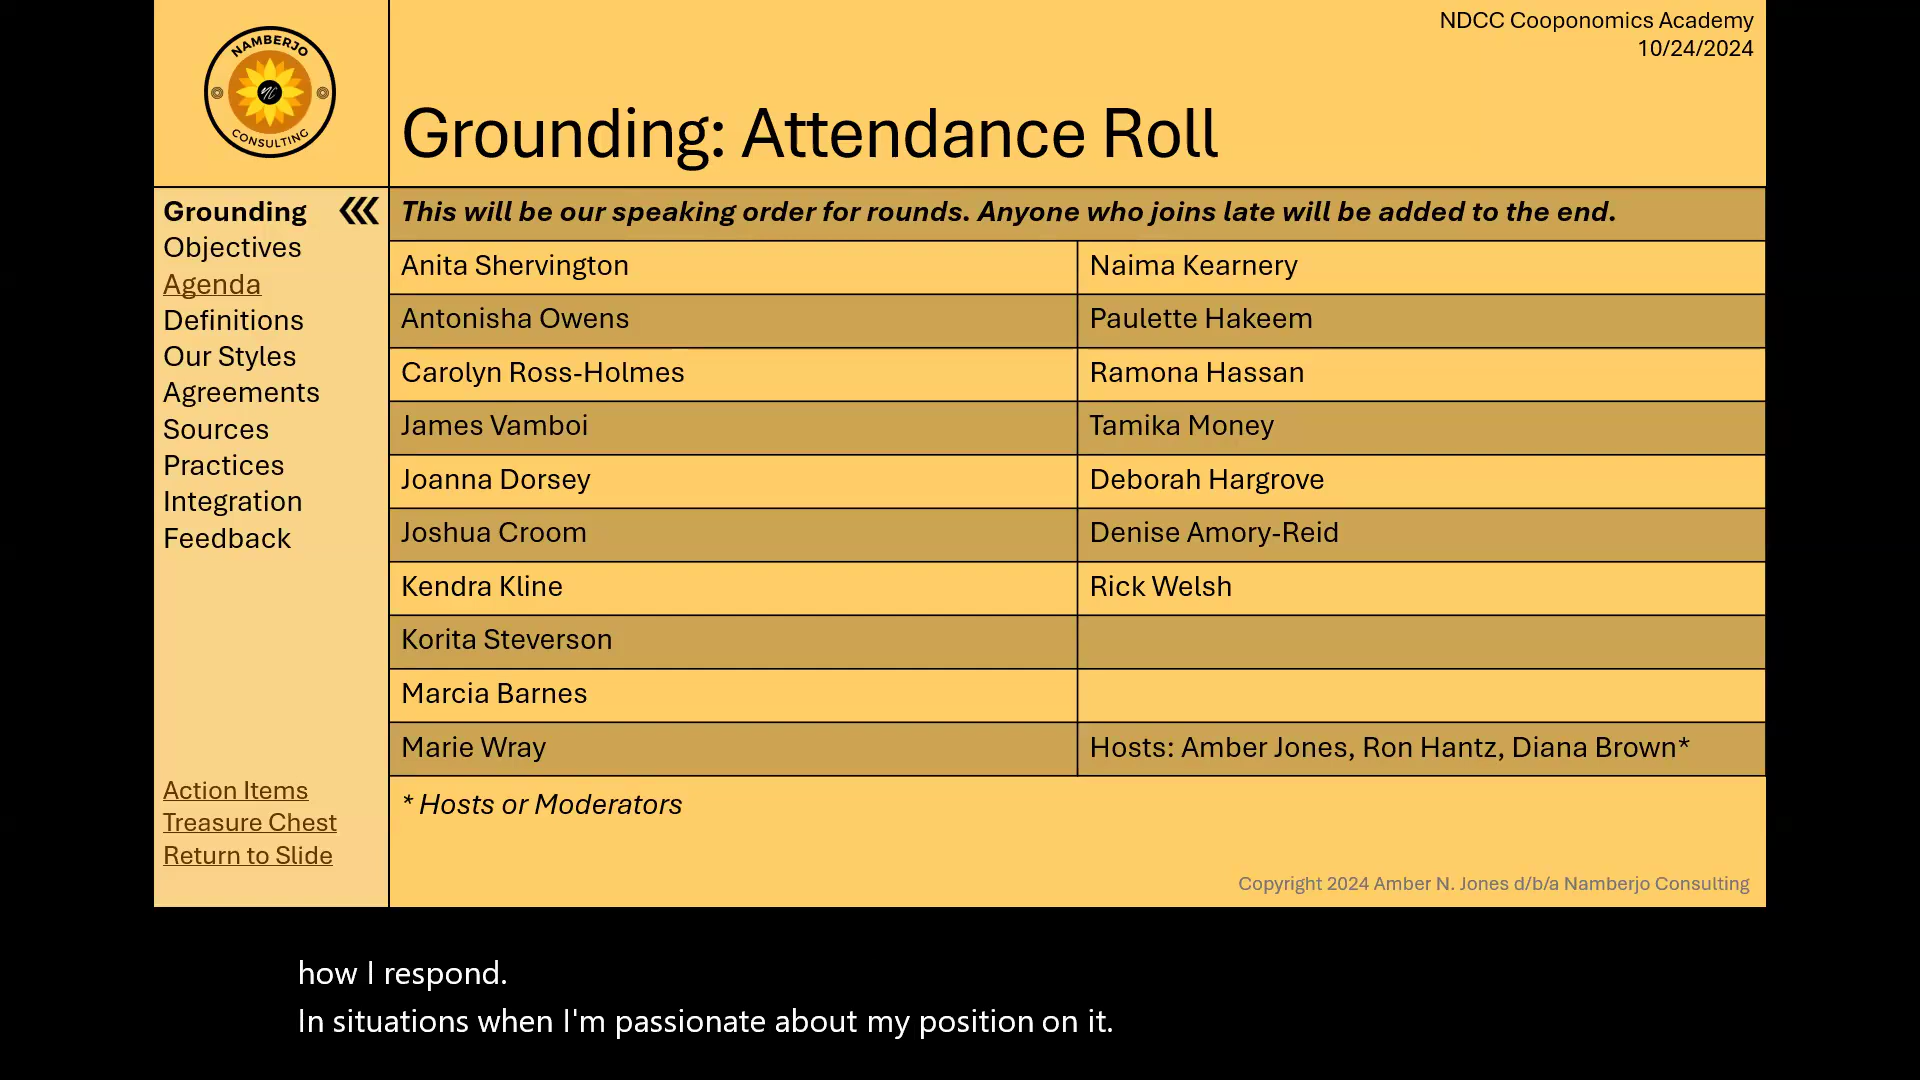 NAMBERJO
CONSULTING
NDCC Cooponomics Academy
10/24/2024
Grounding: Attendance Roll
Grounding
Objectives
Agenda
Definitions
Our Styles
Agreements
Sources
Practices
Integration
Feedback
Action Items
Treasure Chest
Return to Slide
This will be our speaking order for rounds. Anyone who joins late will be added to the end.
Anita Shervington
Naima Kearnery
Antonisha Owens
Paulette Hakeem
Carolyn Ross-Holmes
Ramona Hassan
James Vamboi
Tamika Money
Joanna Dorsey
Deborah Hargrove
Joshua Croom
Denise Amory-Reid
Kendra Kline
Rick Welsh
Korita Steverson
Marcia Barnes
Marie Wray
Hosts: Amber Jones, Ron Hantz, Diana Brown*
* Hosts or Moderators
Copyright 2024 Amber N. Jones d/b/a Namberjo Consulting
how I respond.
In situations when I'm passionate about my position on it.